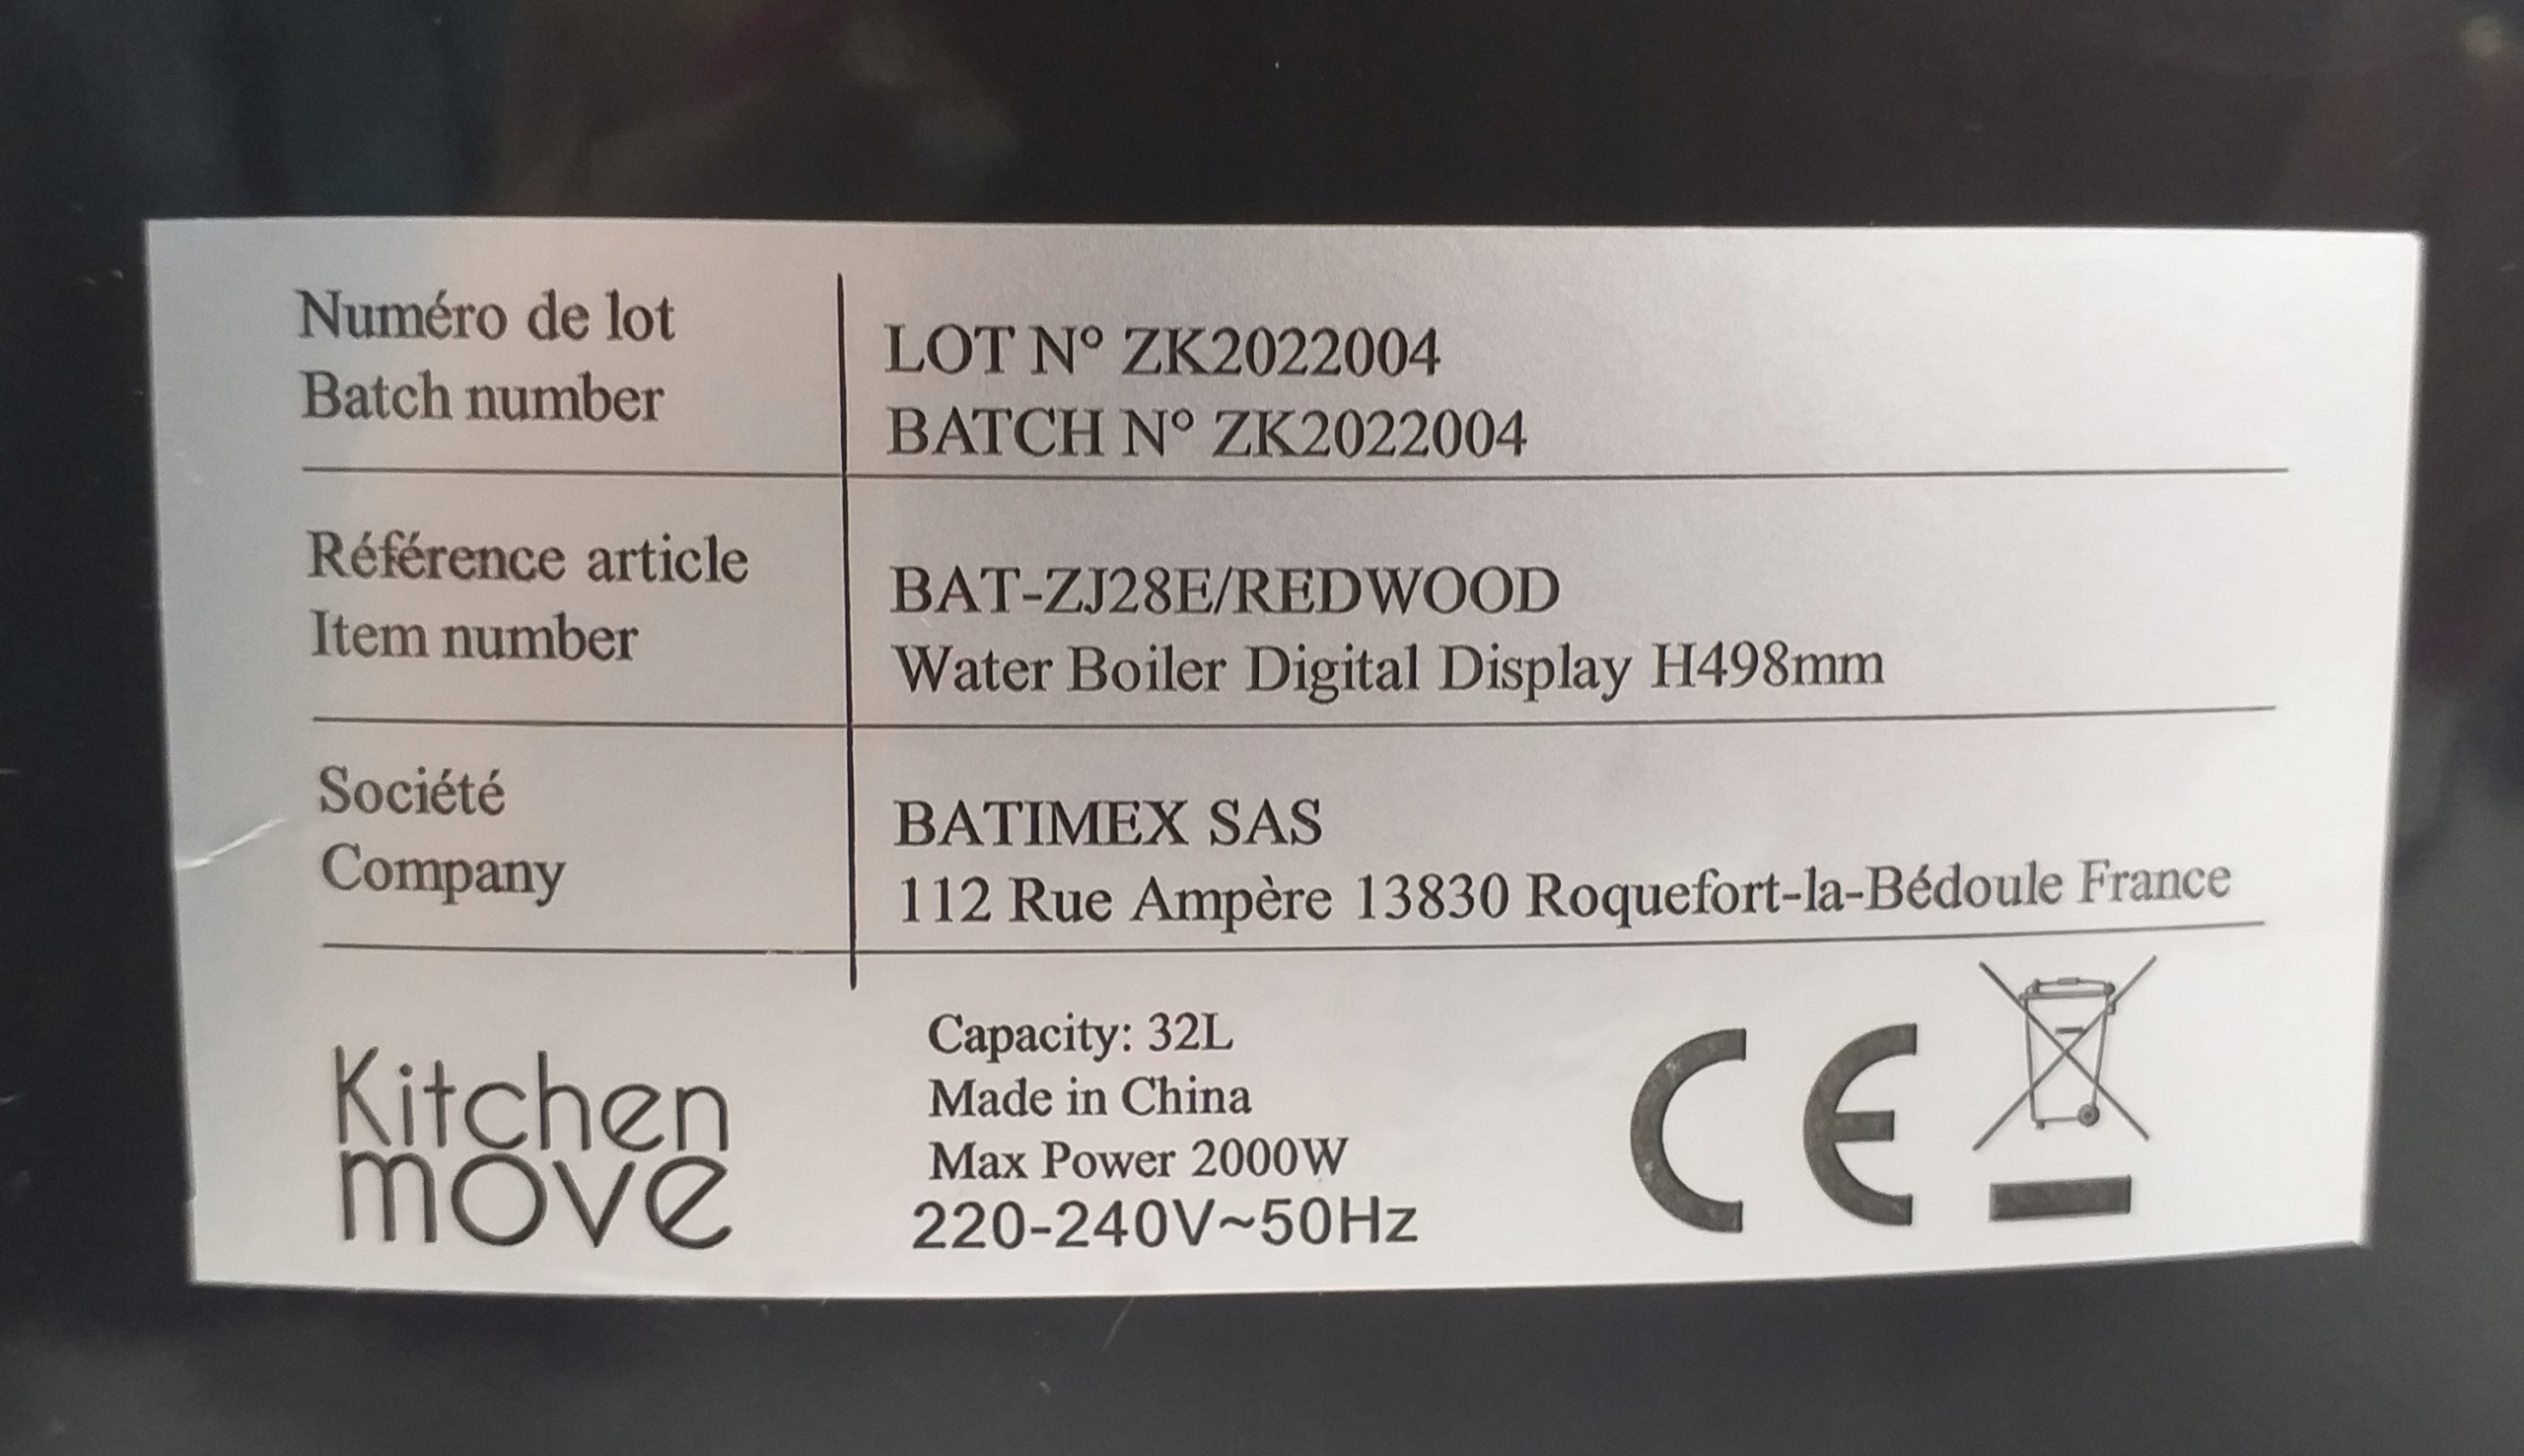 Numéro de lot
Batch number
LOT N° ZK2022004
BATCH N° ZK2022004
Référence article
Item number
BAT-ZJ28E/REDWOOD
Water Boiler Digital Display H498mm
Société
Company
BATIMEX SAS
112 Rue Ampère 13830 Roquefort-la-Bédoule France
Kitchen
move
Capacity: 32L
Made in China
Max Power 2000W
220-240V~50Hz
CE